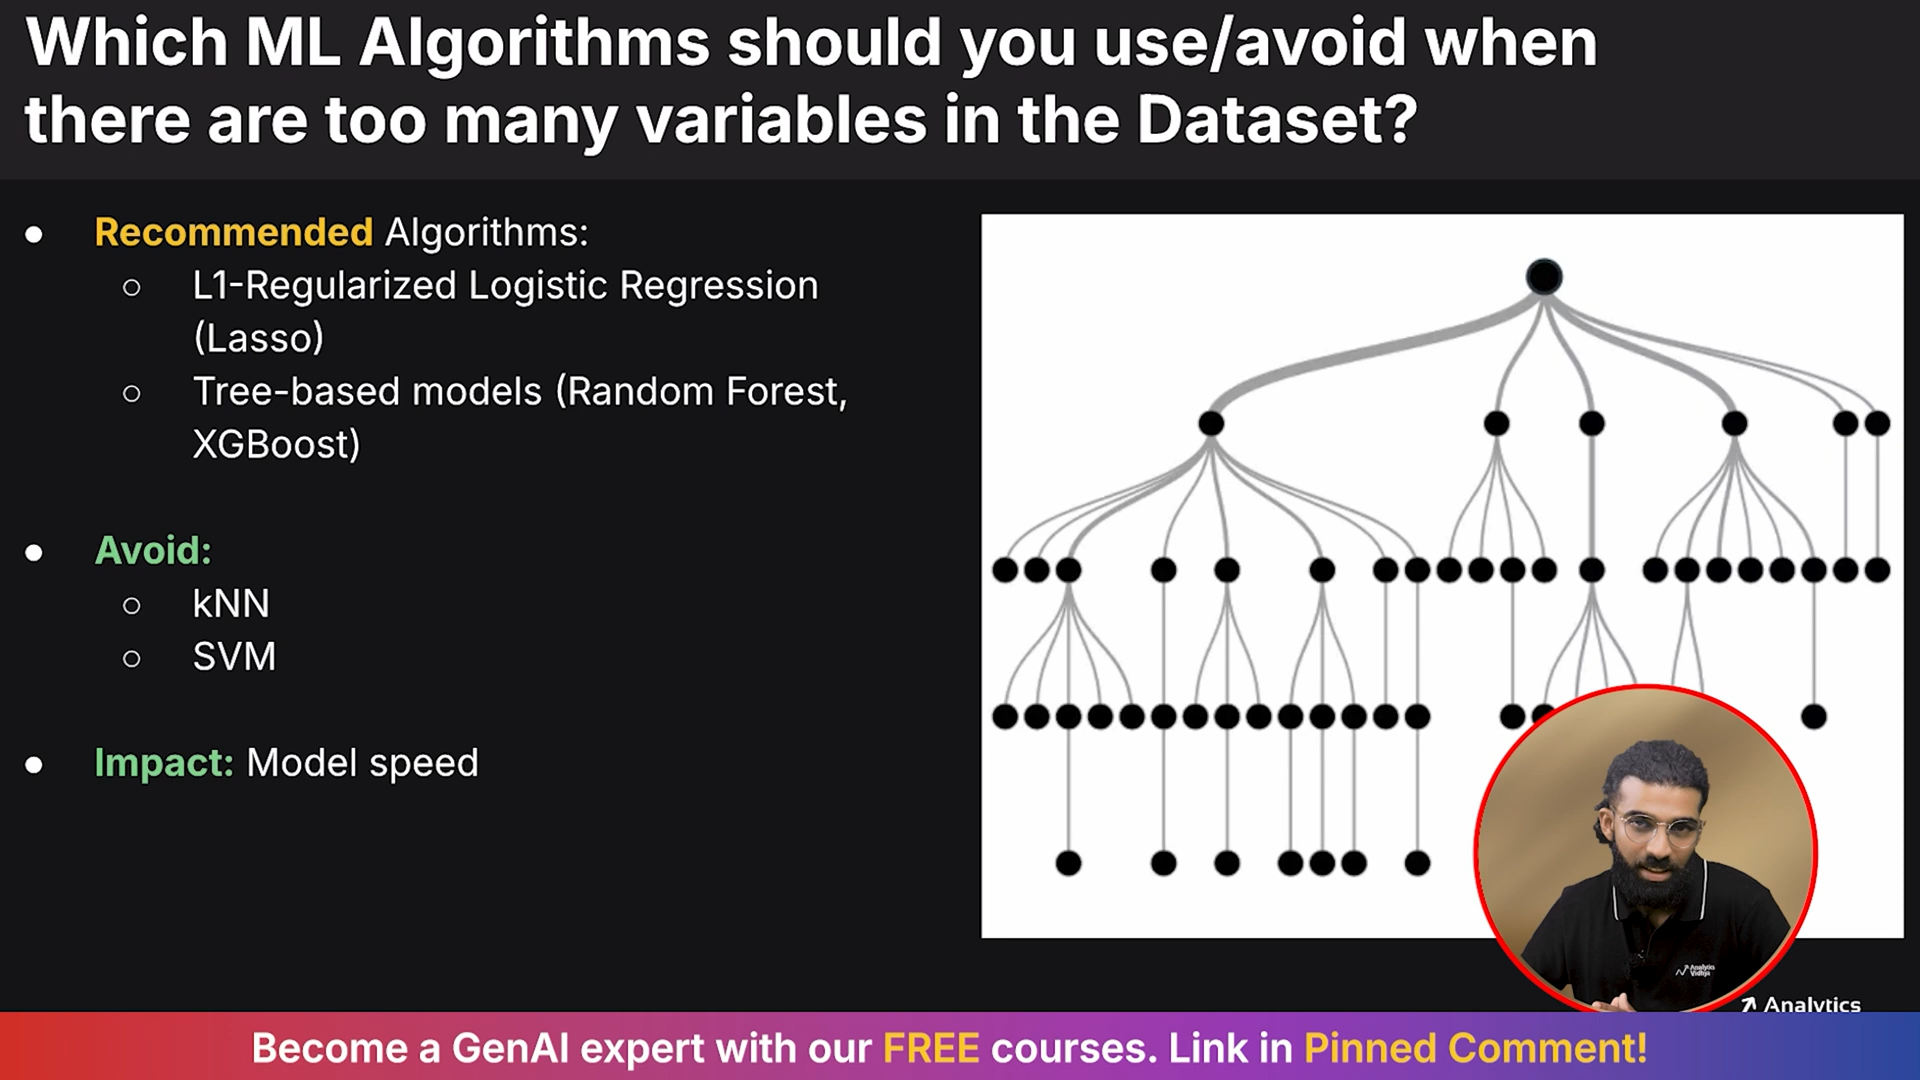 Which ML Algorithms should you use/avoid when
there are too many variables in the Dataset?
Recommended Algorithms:
L1-Regularized Logistic Regression
(Lasso)
Tree-based models (Random Forest,
XGBoost)
Avoid:
kNN
SVM
Impact: Model speed
Analytics
Vidhya
Analytics
Become a GenAI expert with our FREE courses. Link in Pinned Comment!